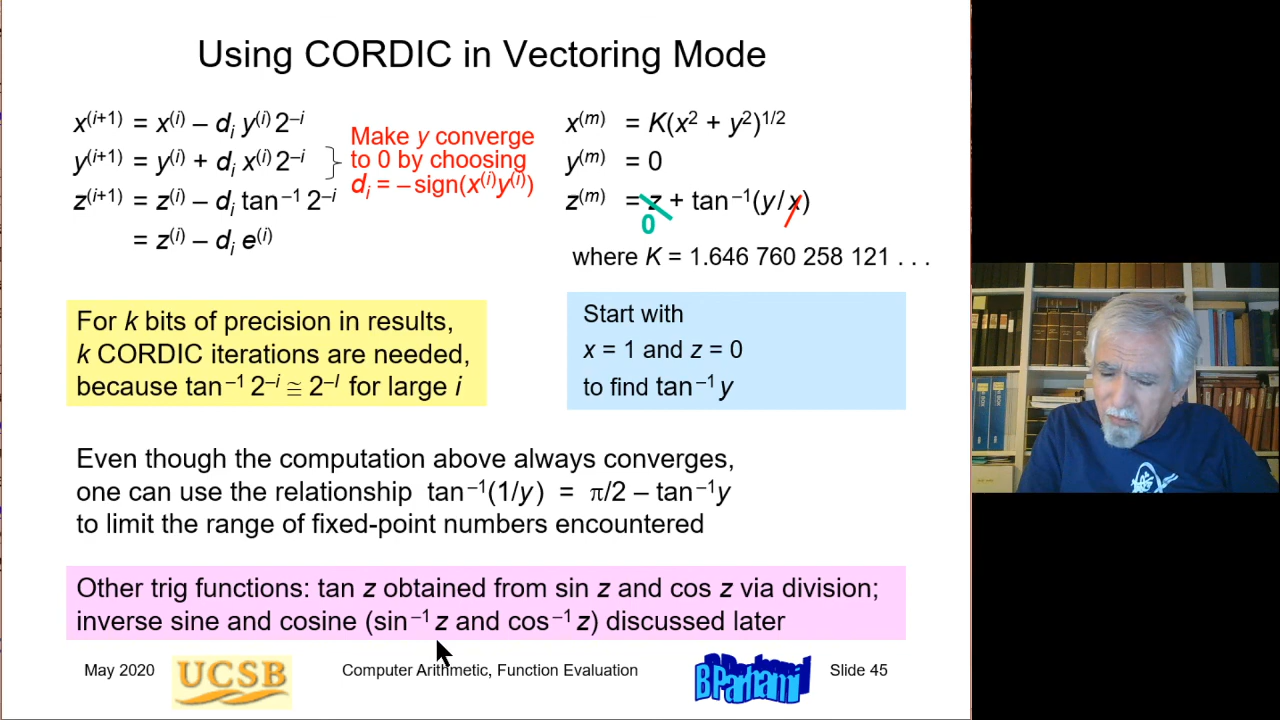 Using CORDIC in Vectoring Mode
x(i+1) = x(i) – di y(i) 2–i
y(i+1) = y(i) + di x(i) 2–i
z(i+1) = z(i) – di tan–1 2–i
= z(i) – di e(i)
Make y converge
to 0 by choosing
di = – sign(x(i)y(i))
x(m) = K(x2 + y2)1/2
y(m) = 0
z(m) = z + tan–1(y/x)
0
where K = 1.646 760 258 121 . . .
For k bits of precision in results,
k CORDIC iterations are needed,
because tan–1 2–i ≅ 2–I for large i
Start with
x = 1 and z = 0
to find tan–1 y
Even though the computation above always converges,
one can use the relationship tan–1(1/y) = π/2 – tan–1y
to limit the range of fixed-point numbers encountered
Other trig functions: tan z obtained from sin z and cos z via division;
inverse sine and cosine (sin–1 z and cos–1 z) discussed later
May 2020
UCSB
Computer Arithmetic, Function Evaluation
B Parhami
Slide 45